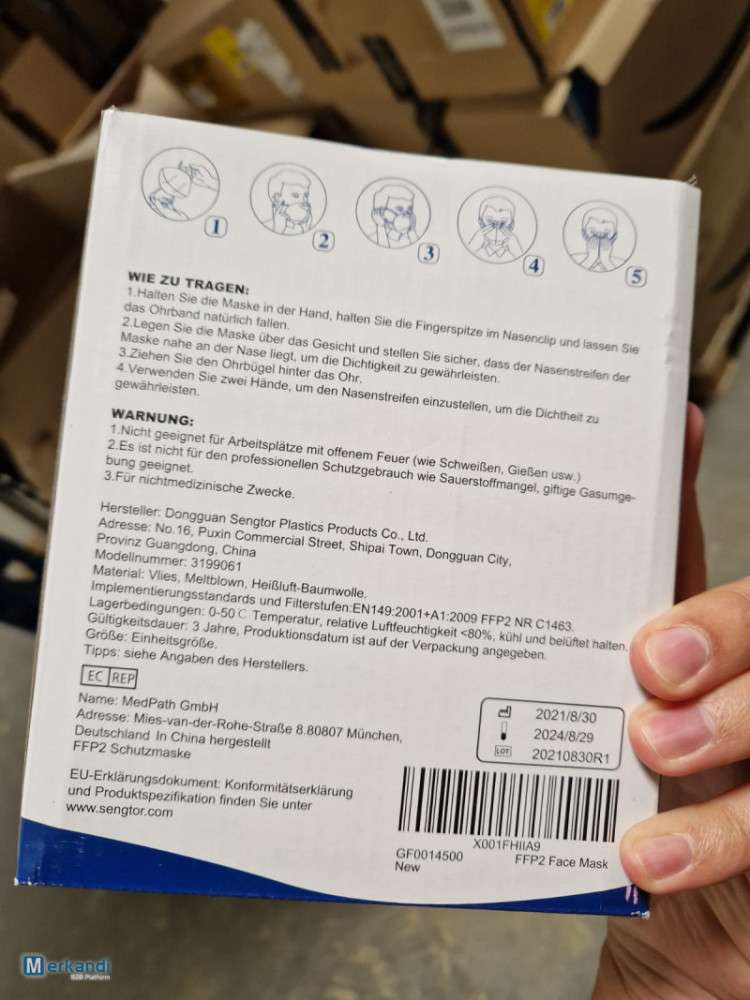 1
2
3
4
5
WIE ZU TRAGEN:
1.Halten Sie die Maske in der Hand, halten Sie die Fingerspitze im Nasenclip und lassen Sie
das Ohrband natürlich fallen.
2.Legen Sie die Maske über das Gesicht und stellen Sie sicher, dass der Nasenstreifen der
Maske nahe an der Nase liegt, um die Dichtigkeit zu gewährleisten.
3.Ziehen Sie den Ohrbügel hinter das Ohr.
4.Verwenden Sie zwei Hände, um den Nasenstreifen einzustellen, um die Dichtheit zu
gewährleisten.
WARNUNG:
1.Nicht geeignet für Arbeitsplätze mit offenem Feuer (wie Schweißen, Gießen usw.)
2.Es ist nicht für den professionellen Schutzgebrauch wie Sauerstoffmangel, giftige Gasumge-
bung geeignet.
3.Für nichtmedizinische Zwecke.
Hersteller: Dongguan Sengtor Plastics Products Co., Ltd.
Adresse: No.16, Puxin Commercial Street, Shipai Town, Dongguan City,
Provinz Guangdong, China
Modellnummer: 3199061
Material: Vlies, Meltblown, Heißluft-Baumwolle.
Implementierungsstandards und Filterstufen:EN149:2001+A1:2009 FFP2 NR C1463.
Lagerbedingungen: 0-50℃ Temperatur, relative Luftfeuchtigkeit <80%, kühl und belüftet halten.
Gültigkeitsdauer: 3 Jahre, Produktionsdatum ist auf der Verpackung angegeben.
Größe: Einheitsgröße.
Tipps: siehe Angaben des Herstellers.
EC REP
Name: MedPath GmbH
Adresse: Mies-van-der-Rohe-Straße 8.80807 München,
Deutschland In China hergestellt
FFP2 Schutzmaske
2021/8/30
2024/8/29
LOT 20210830R1
EU-Erklärungsdokument: Konformitätserklärung
und Produktspezifikation finden Sie unter
www.sengtor.com
X001FHIIA9
GF0014500 FFP2 Face Mask
New
Merkandi
B2B Platform